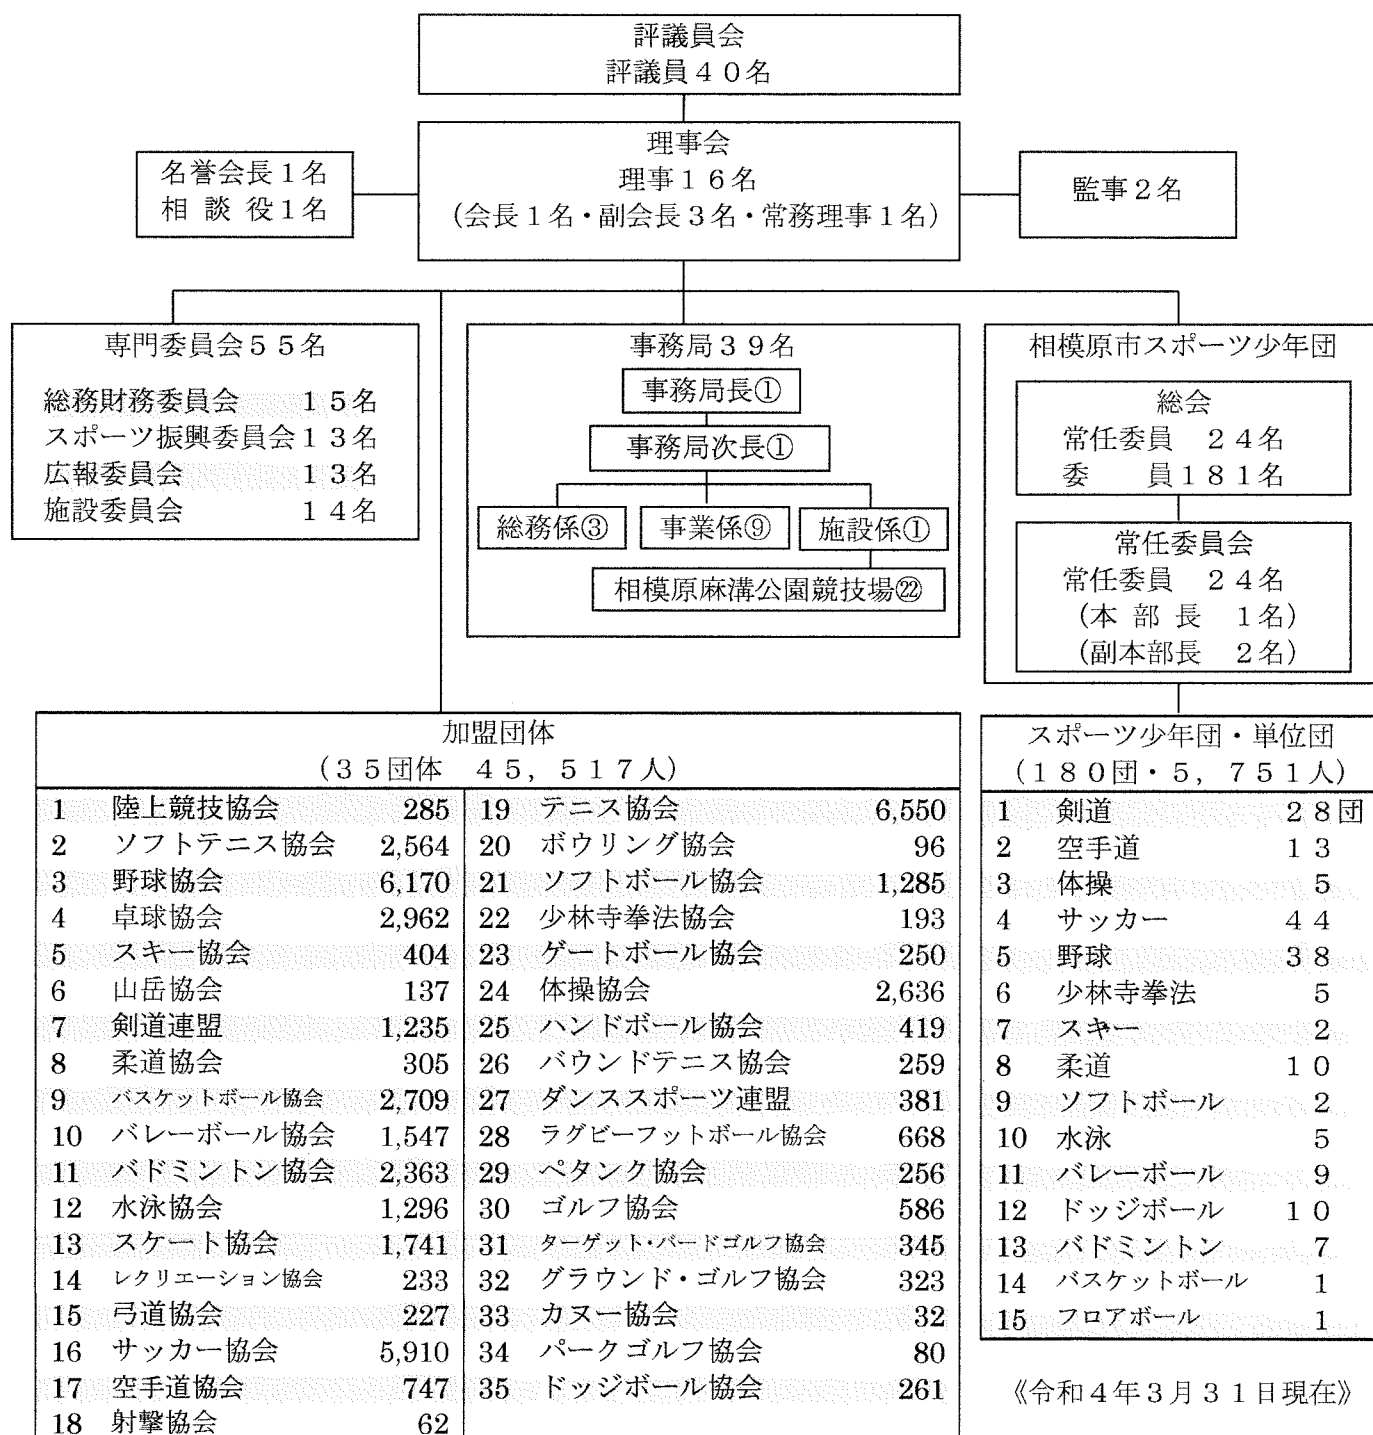 評議員会
評議員４０名
理事会
理事１６名
（会長１名・副会長３名・常務理事１名）
名誉会長１名
相 談 役１名
監事２名
専門委員会５５名
総務財務委員会　１５名
スポーツ振興委員会１３名
広報委員会　１３名
施設委員会　１４名
事務局３９名
事務局長①
事務局次長①
総務係③
事業係⑨
施設係①
相模原麻溝公園競技場㉒
相模原市スポーツ少年団
総会
常任委員　２４名
委　　員１８１名
常任委員会
常任委員　２４名
（本 部 長　１名）
（副本部長　２名）
加盟団体
（３５団体　４５，５１７人）
1 陸上競技協会 285
2 ソフトテニス協会 2,564
3 野球協会 6,170
4 卓球協会 2,962
5 スキー協会 404
6 山岳協会 137
7 剣道連盟 1,235
8 柔道協会 305
9 バスケットボール協会 2,709
10 バレーボール協会 1,547
11 バドミントン協会 2,363
12 水泳協会 1,296
13 スケート協会 1,741
14 レクリエーション協会 233
15 弓道協会 227
16 サッカー協会 5,910
17 空手道協会 747
18 射撃協会 62
19 テニス協会 6,550
20 ボウリング協会 96
21 ソフトボール協会 1,285
22 少林寺拳法協会 193
23 ゲートボール協会 250
24 体操協会 2,636
25 ハンドボール協会 419
26 バウンドテニス協会 259
27 ダンススポーツ連盟 381
28 ラグビーフットボール協会 668
29 ペタンク協会 256
30 ゴルフ協会 586
31 ターゲット・バードゴルフ協会 345
32 グラウンド・ゴルフ協会 323
33 カヌー協会 32
34 パークゴルフ協会 80
35 ドッジボール協会 261
スポーツ少年団・単位団
（１８０団・５，７５１人）
1 剣道 ２８団
2 空手道 １３
3 体操 ５
4 サッカー ４４
5 野球 ３８
6 少林寺拳法 ５
7 スキー ２
8 柔道 １０
9 ソフトボール ２
10 水泳 ５
11 バレーボール ９
12 ドッジボール １０
13 バドミントン ７
14 バスケットボール １
15 フロアボール １
《令和４年３月３１日現在》